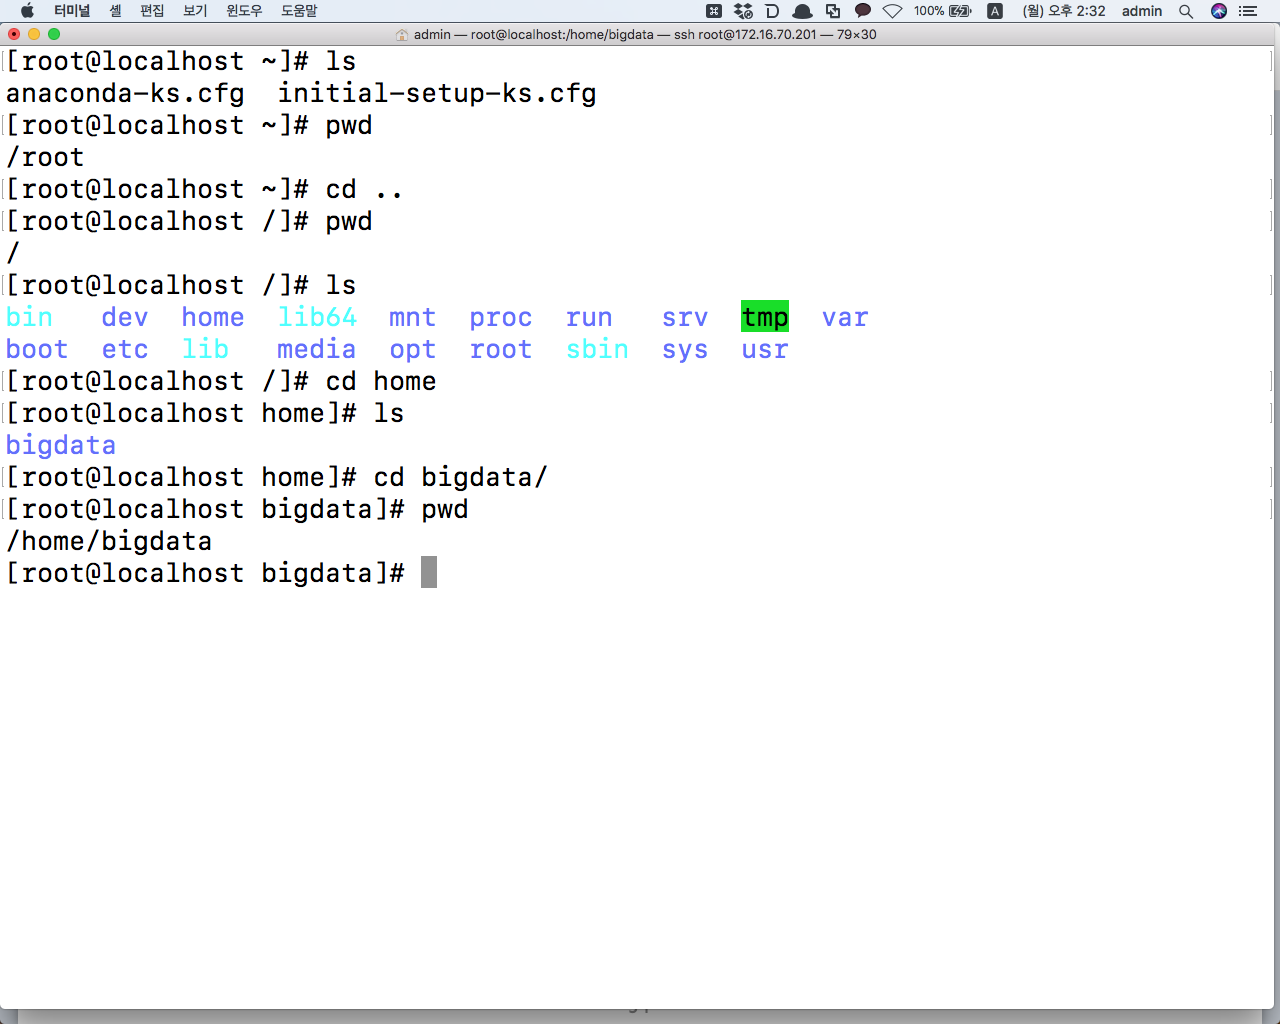 터미널 셸 편집 보기 윈도우 도움말 100% A (월) 오후 2:32 admin
admin — root@localhost:/home/bigdata — ssh root@172.16.70.201 — 79×30
[root@localhost ~]# ls
anaconda-ks.cfg  initial-setup-ks.cfg
[root@localhost ~]# pwd
/root
[root@localhost ~]# cd ..
[root@localhost /]# pwd
/
[root@localhost /]# ls
bin   dev  home  lib64  mnt  proc  run   srv  tmp  var
boot  etc  lib   media  opt  root  sbin  sys  usr
[root@localhost /]# cd home
[root@localhost home]# ls
bigdata
[root@localhost home]# cd bigdata/
[root@localhost bigdata]# pwd
/home/bigdata
[root@localhost bigdata]#